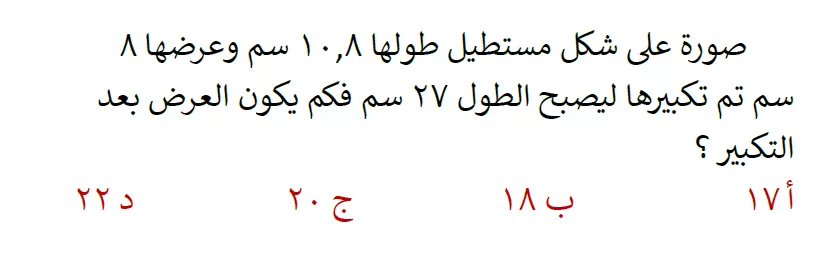 صورة على شكل مستطيل طولها ١٠,٨ سم وعرضها ٨
سم تم تكبيرها ليصبح الطول ٢٧ سم فكم يكون العرض بعد
التكبير ؟
أ ١٧ ب ١٨ ج ٢٠ د ٢٢